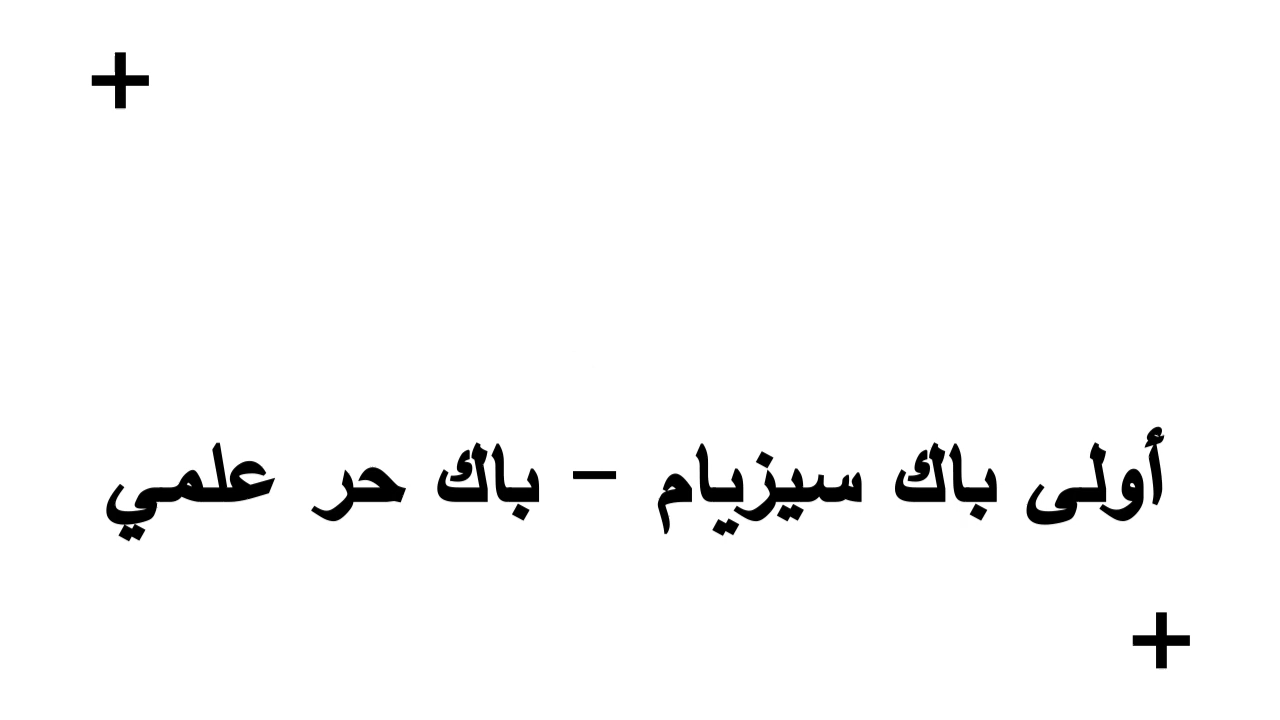 +
أولى باك سيزيام - باك حر علمي
+